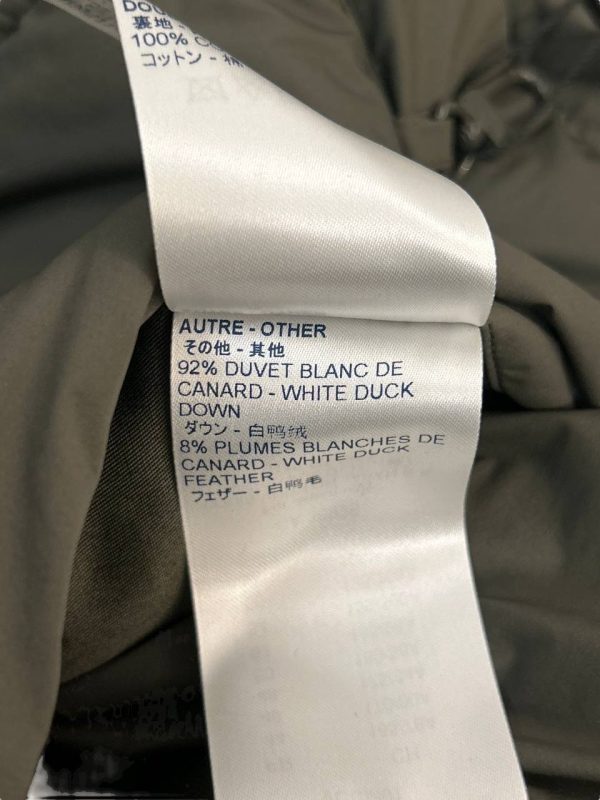 裏地 -
100%
コットン -
AUTRE - OTHER
その他 - 其他
92% DUVET BLANC DE
CANARD - WHITE DUCK
DOWN
ダウン - 白鸭绒
8% PLUMES BLANCHES DE
CANARD - WHITE DUCK
FEATHER
フェザー - 白鸭毛